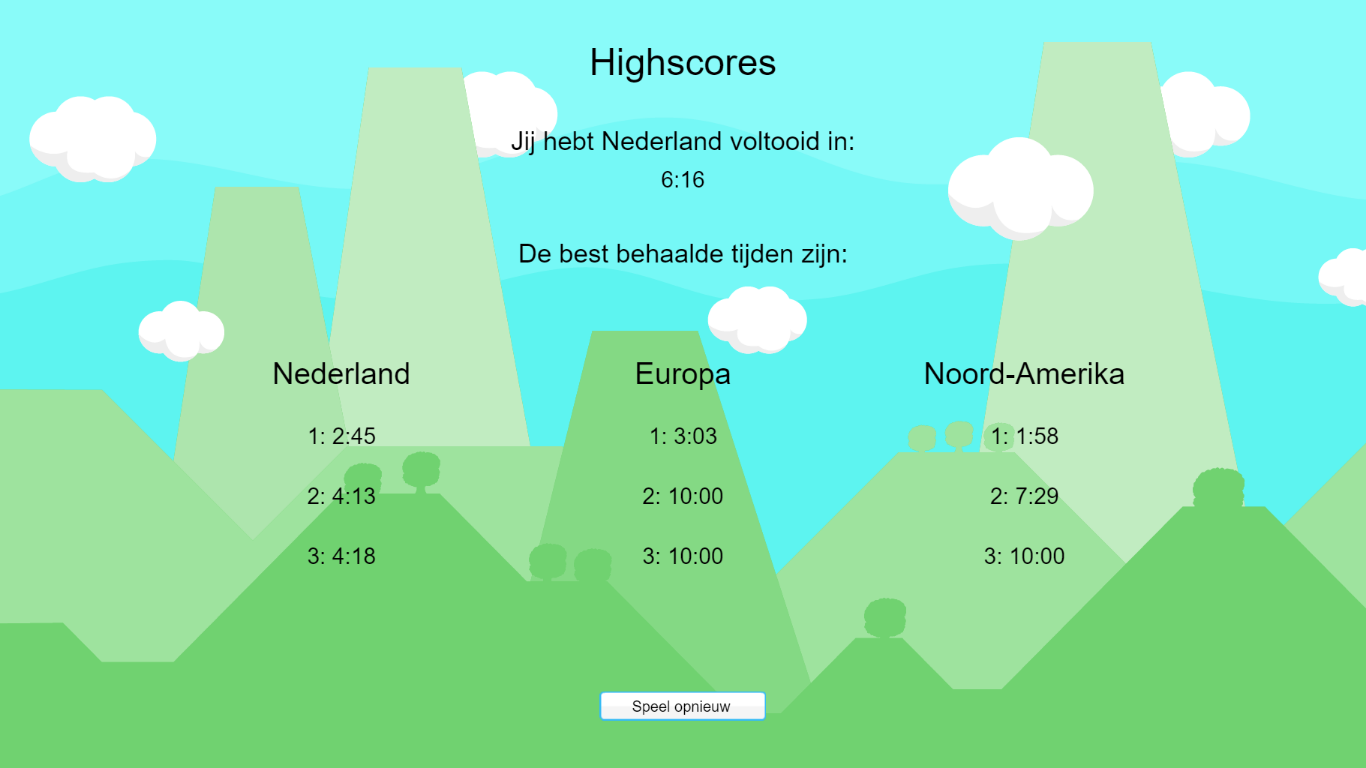 Highscores
Jij hebt Nederland voltooid in:
6:16
De best behaalde tijden zijn:
Nederland
1: 2:45
2: 4:13
3: 4:18
Europa
1: 3:03
2: 10:00
3: 10:00
Noord-Amerika
1: 1:58
2: 7:29
3: 10:00
Speel opnieuw